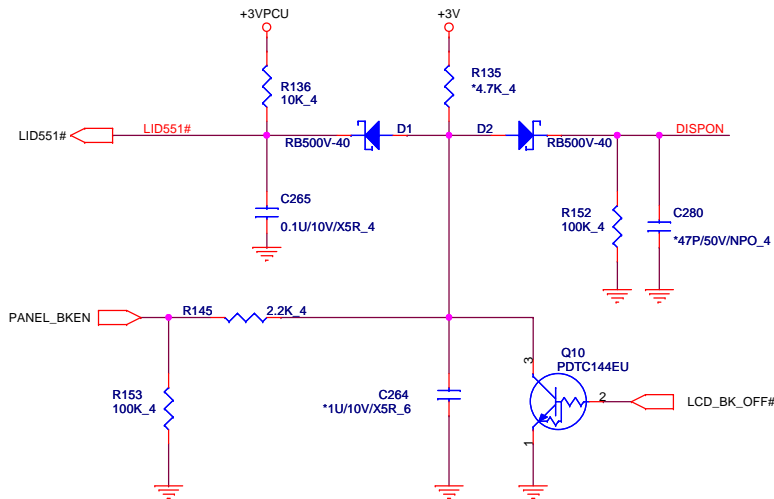 +3VPCU
+3V
R136
10K_4
R135
*4.7K_4
LID551#
LID551#
D1
D2
DISPON
RB500V-40
RB500V-40
C265
0.1U/10V/X5R_4
R152
100K_4
C280
*47P/50V/NPO_4
PANEL_BKEN
R145
2.2K_4
R153
100K_4
C264
*1U/10V/X5R_6
3
Q10
PDTC144EU
2
LCD_BK_OFF#
1